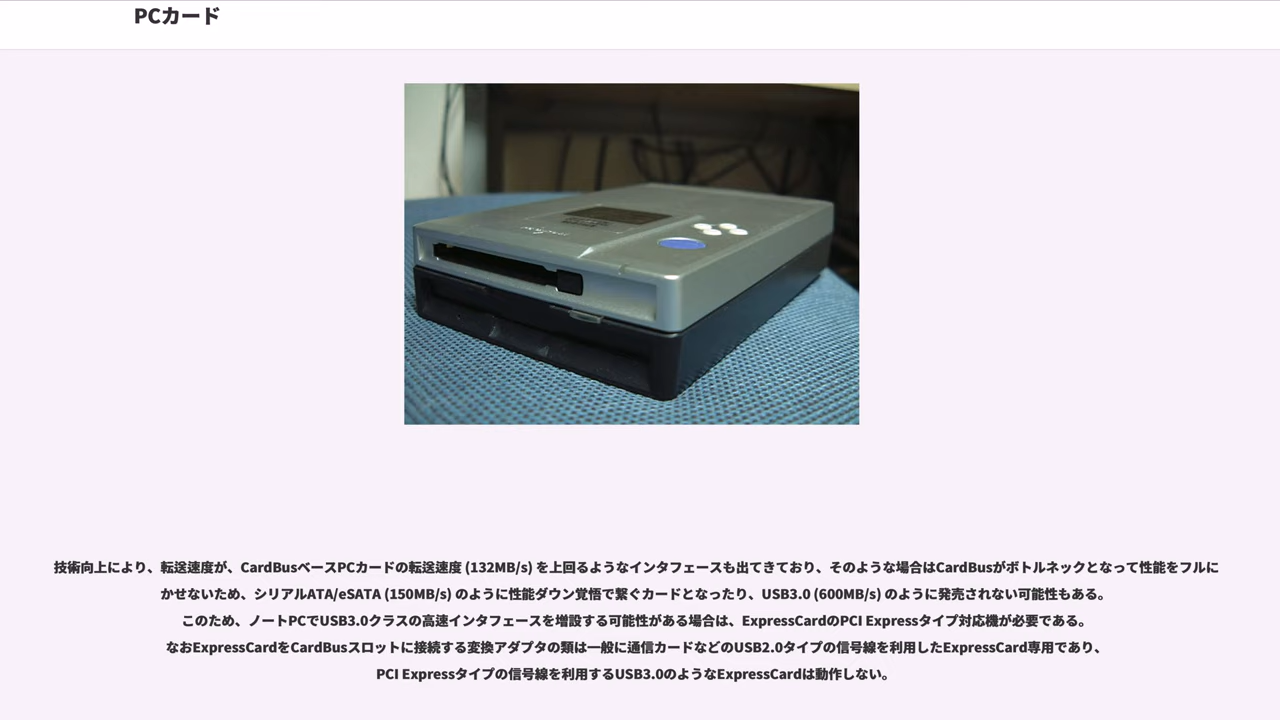 PCカード
技術向上により、転送速度が、CardBusベースPCカードの転送速度 (132MB/s) を上回るようなインタフェースも出てきており、そのような場合はCardBusがボトルネックとなって性能をフルに
かせないため、シリアルATA/eSATA (150MB/s) のように性能ダウン覚悟で繋ぐカードとなったり、USB3.0 (600MB/s) のように発売されない可能性もある。
このため、ノートPCでUSB3.0クラスの高速インタフェースを増設する可能性がある場合は、ExpressCardのPCI Expressタイプ対応機が必要である。
なおExpressCardをCardBusスロットに接続する変換アダプタの類は一般に通信カードなどのUSB2.0タイプの信号線を利用したExpressCard専用であり、
PCI Expressタイプの信号線を利用するUSB3.0のようなExpressCardは動作しない。